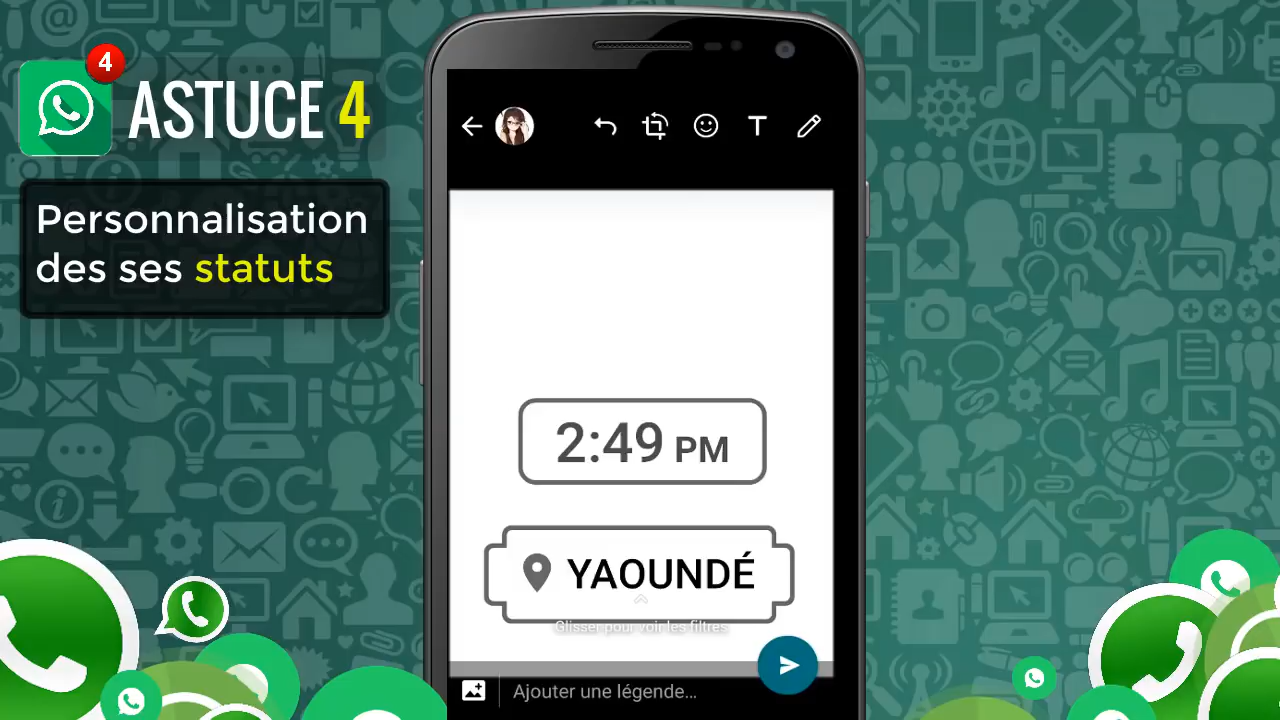 4
ASTUCE 4
Personnalisation
des ses statuts
T
2:49 PM
YAOUNDÉ
Glisser pour voir les filtres
Ajouter une légende...